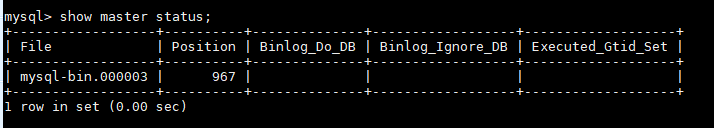 mysql> show master status;
+------------------+----------+--------------+------------------+-------------------+
| File             | Position | Binlog_Do_DB | Binlog_Ignore_DB | Executed_Gtid_Set |
+------------------+----------+--------------+------------------+-------------------+
| mysql-bin.000003 |      967 |              |                  |                   |
+------------------+----------+--------------+------------------+-------------------+
1 row in set (0.00 sec)